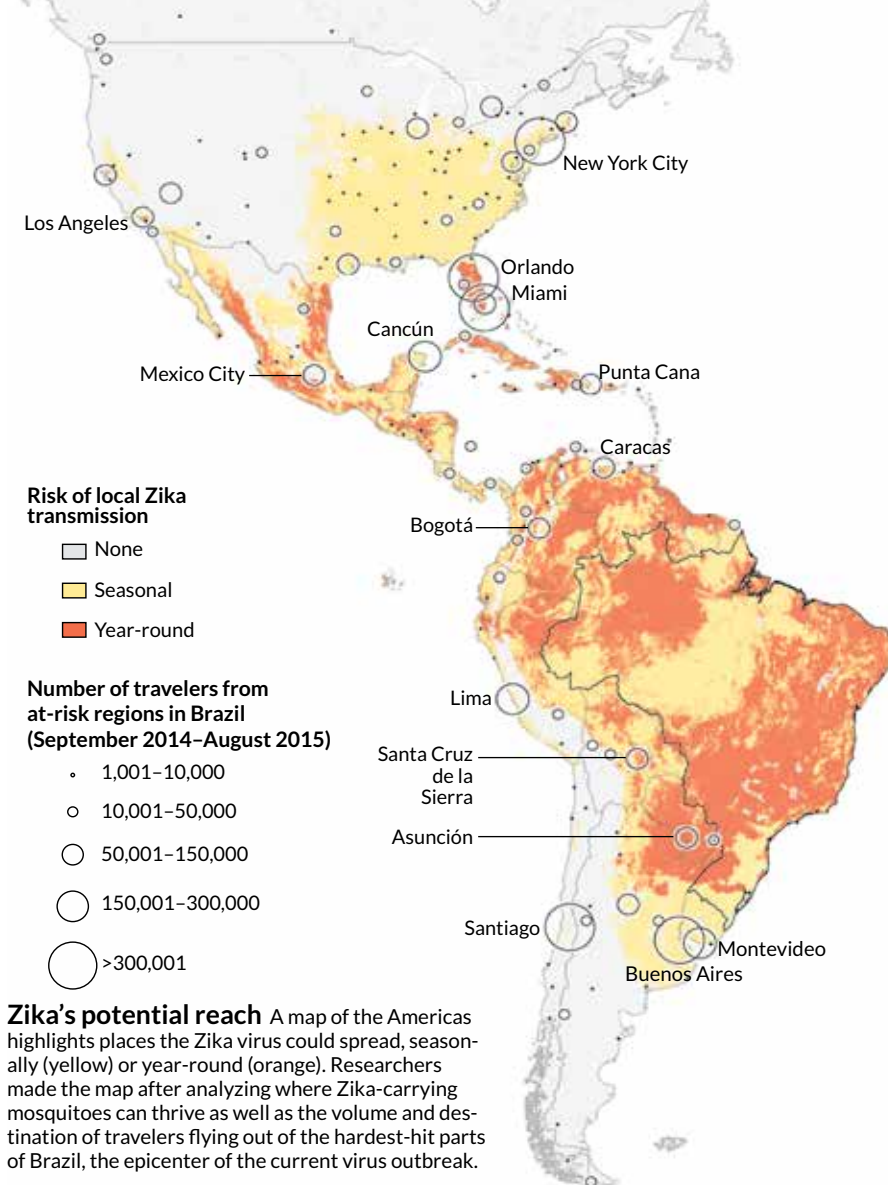 New York City
Los Angeles
Orlando
Miami
Cancún
Mexico City
Punta Cana
Caracas
Risk of local Zika
transmission
None
Seasonal
Year-round
Bogotá
Number of travelers from
at-risk regions in Brazil
(September 2014–August 2015)
1,001–10,000
10,001–50,000
50,001–150,000
150,001–300,000
>300,001
Lima
Santa Cruz
de la
Sierra
Asunción
Santiago
Montevideo
Buenos Aires
Zika’s potential reach A map of the Americas
highlights places the Zika virus could spread, season-
ally (yellow) or year-round (orange). Researchers
made the map after analyzing where Zika-carrying
mosquitoes can thrive as well as the volume and des-
tination of travelers flying out of the hardest-hit parts
of Brazil, the epicenter of the current virus outbreak.